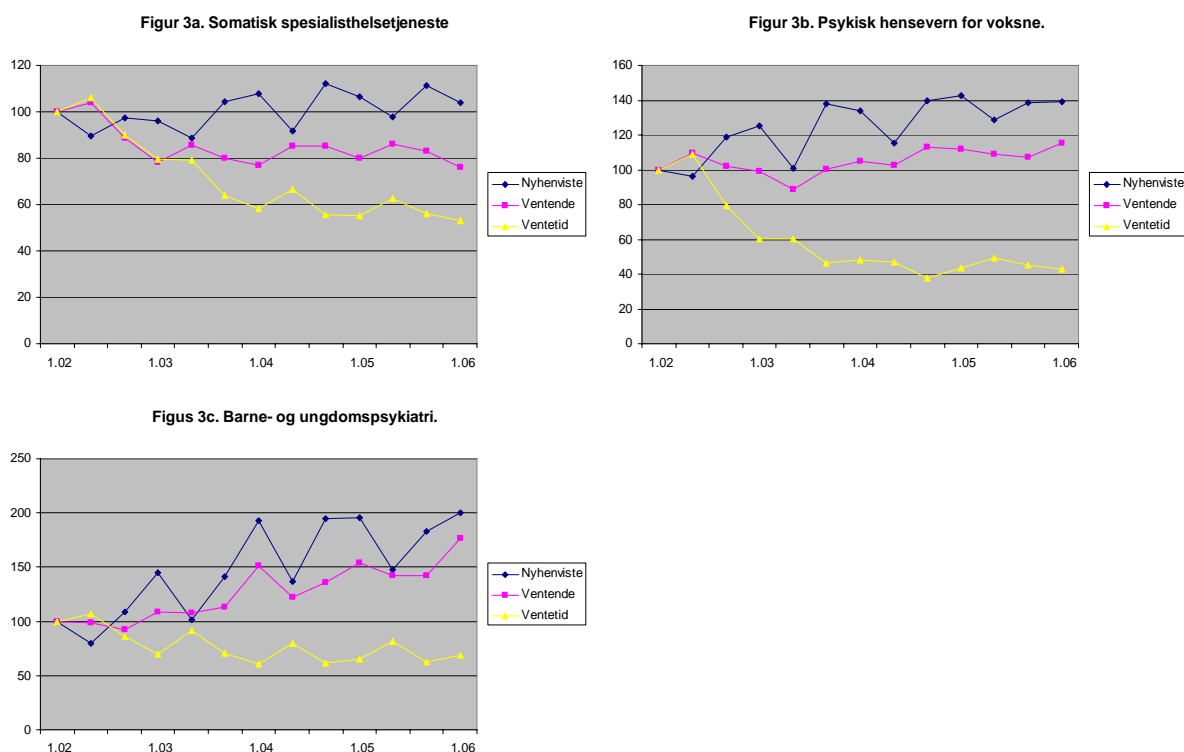 Figur 3a. Somatisk spesialisthelsetjeneste
120
100
80
60
40
20
0
1.02 1.03 1.04 1.05 1.06
Nyhenviste
Ventende
Ventetid
Figur 3b. Psykisk hensevern for voksne.
160
140
120
100
80
60
40
20
0
1.02 1.03 1.04 1.05 1.06
Nyhenviste
Ventende
Ventetid
Figus 3c. Barne- og ungdomspsykiatri.
250
200
150
100
50
0
1.02 1.03 1.04 1.05 1.06
Nyhenviste
Ventende
Ventetid